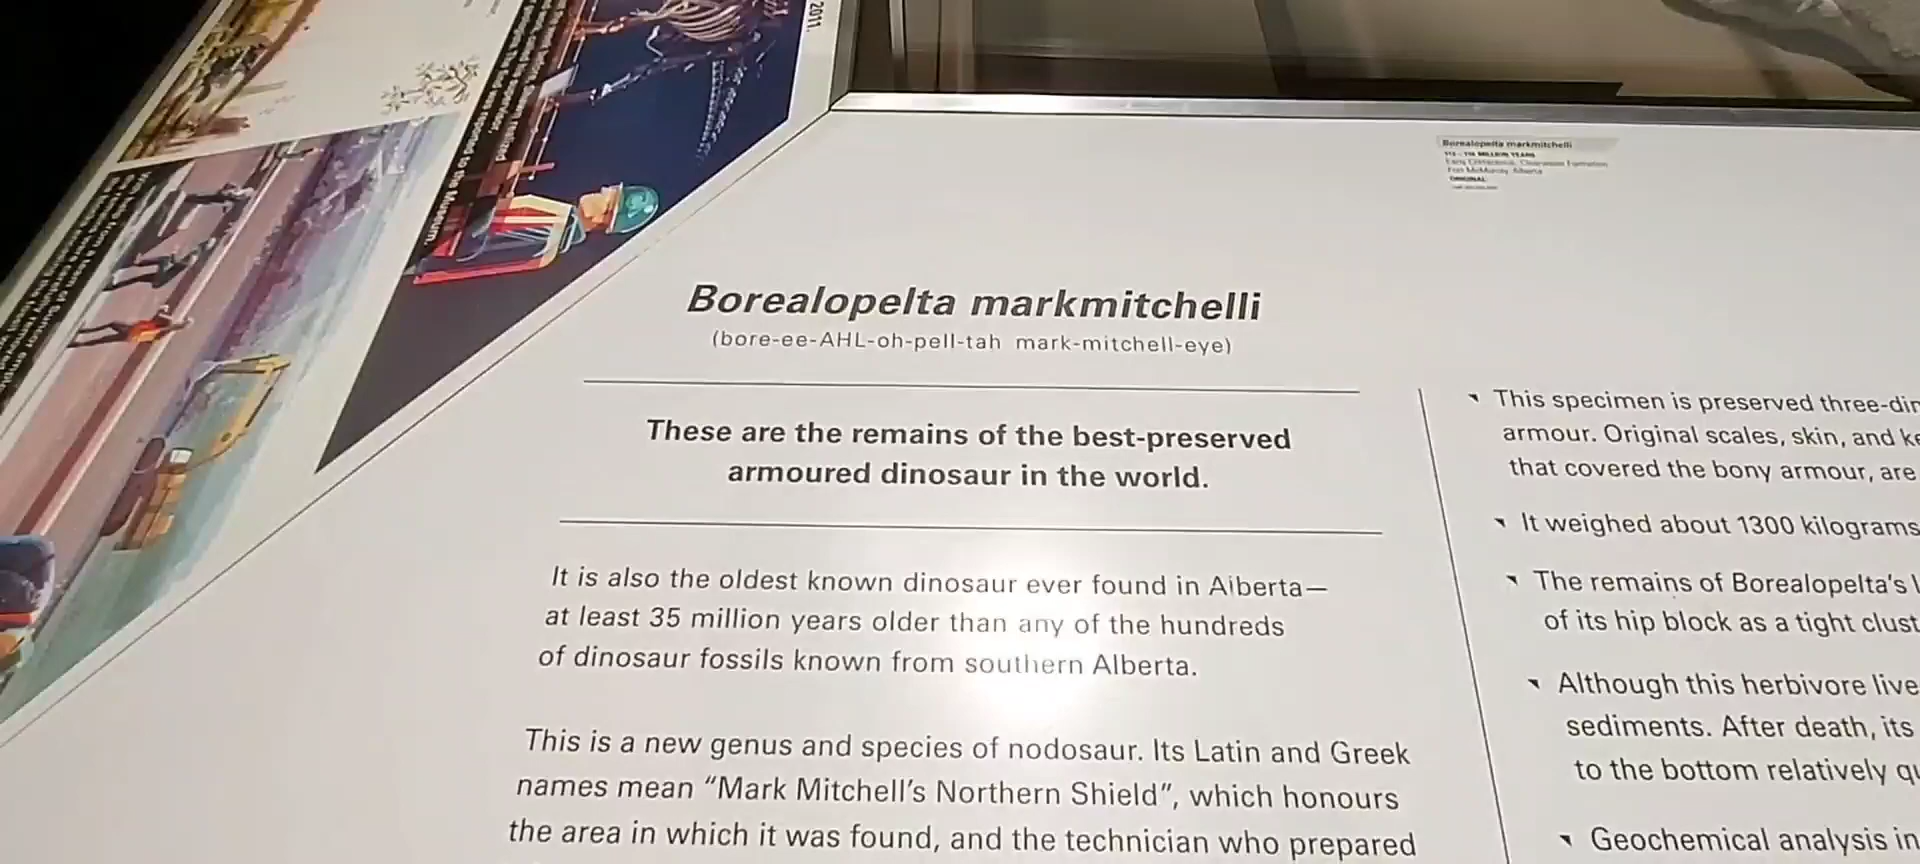 2011.
reported to the Museum.
Borealopelta markmitchelli
ORIGINAL
Borealopelta markmitchelli
(bore-ee-AHL-oh-pell-tah mark-mitchell-eye)
These are the remains of the best-preserved
armoured dinosaur in the world.
It is also the oldest known dinosaur ever found in Alberta—
at least 35 million years older than any of the hundreds
of dinosaur fossils known from southern Alberta.
This is a new genus and species of nodosaur. Its Latin and Greek
names mean “Mark Mitchell’s Northern Shield”, which honours
the area in which it was found, and the technician who prepared
This specimen is preserved three-dim
armour. Original scales, skin, and ke
that covered the bony armour, are
It weighed about 1300 kilograms
The remains of Borealopelta’s l
of its hip block as a tight clust
Although this herbivore live
sediments. After death, its
to the bottom relatively qu
Geochemical analysis in